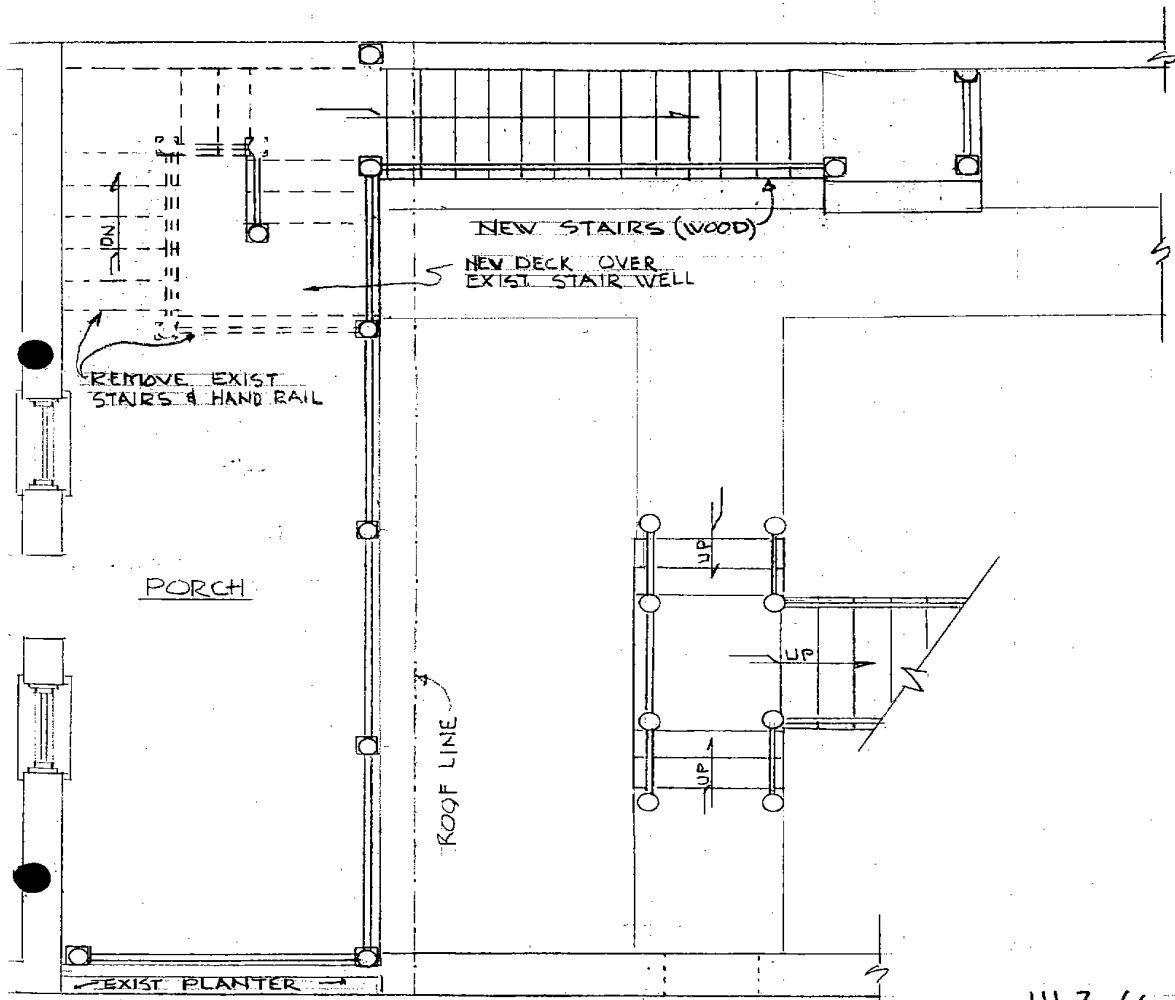 NEW STAIRS (WOOD)
NEW DECK OVER
EXIST. STAIR WELL
DN
REMOVE EXIST
STAIRS & HAND RAIL
PORCH
UP
UP
UP
ROOF LINE
EXIST PLANTER